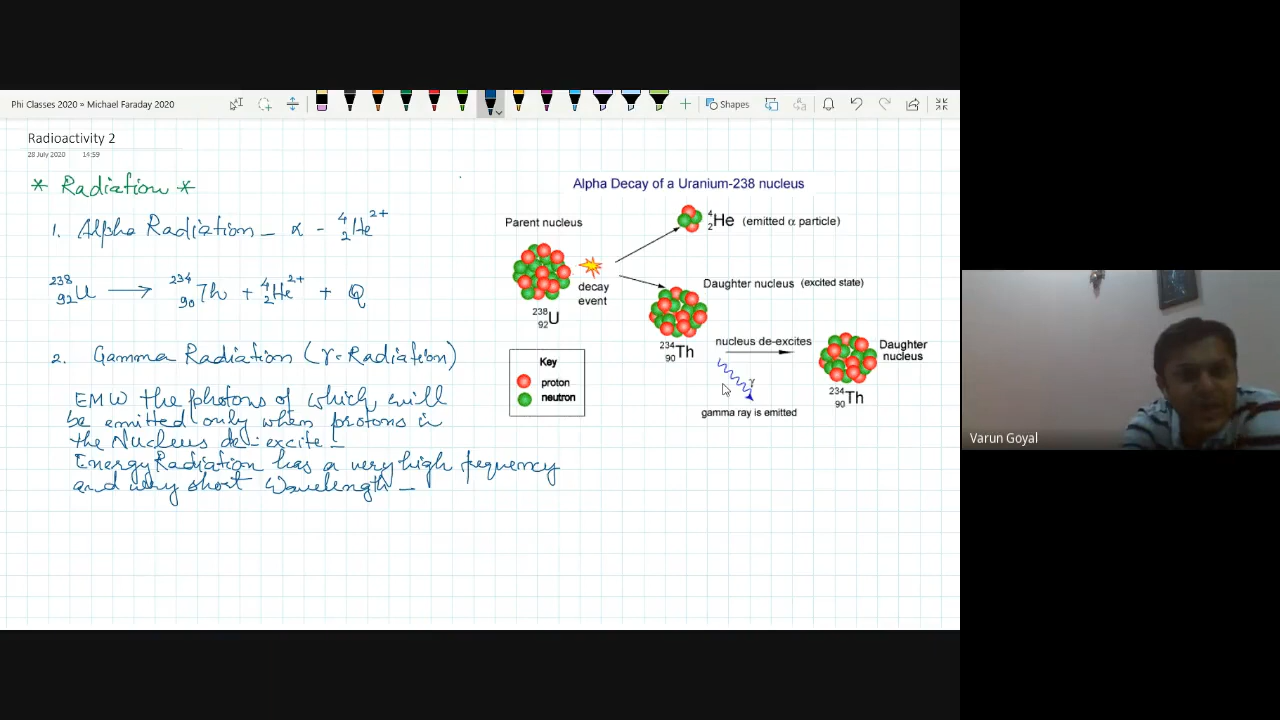 Phi Classes 2020 » Michael Faraday 2020
Shapes
Radioactivity 2
28 July 2020 14:59
* Radiation *
1. Alpha Radiation - α - ⁴₂He²⁺
²³⁸₉₂U → ²³⁴₉₀Th + ⁴₂He²⁺ + Q
2. Gamma Radiation (γ-Radiation)
EMW the photons of which will
be emitted only when protons in
the Nucleus de-excite -
Energy Radiation has a very high frequency
and very short Wavelength -
Alpha Decay of a Uranium-238 nucleus
Parent nucleus
⁴₂He (emitted α particle)
decay
event
²³⁸₉₂U
Daughter nucleus (excited state)
²³⁴₉₀Th
nucleus de-excites
γ
gamma ray is emitted
Daughter
nucleus
²³⁴₉₀Th
Key
proton
neutron
Varun Goyal